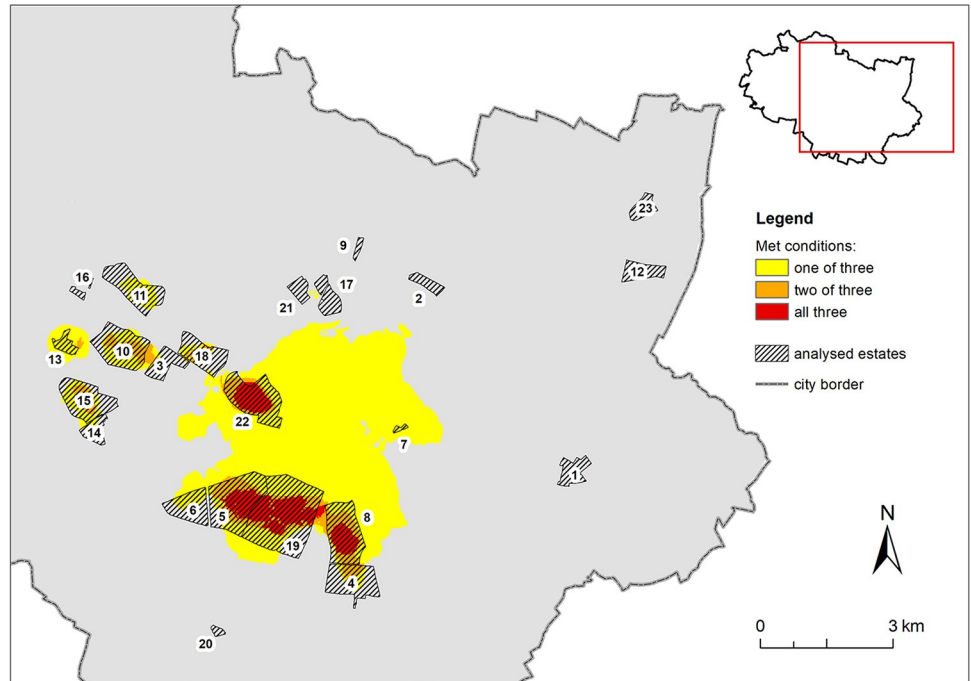 23
9
12
16
17
11
2
21
13
10
3
18
15
22
14
7
1
6
5
8
19
4
20
Legend
Met conditions:
one of three
two of three
all three
analysed estates
city border
N
0
3 km